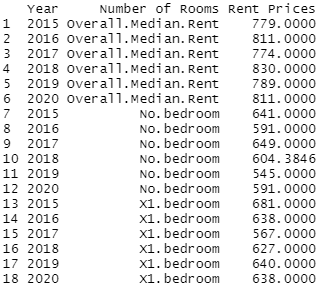 Year Number of Rooms Rent Prices
1 2015 Overall.Median.Rent 779.0000
2 2016 Overall.Median.Rent 811.0000
3 2017 Overall.Median.Rent 774.0000
4 2018 Overall.Median.Rent 830.0000
5 2019 Overall.Median.Rent 789.0000
6 2020 Overall.Median.Rent 811.0000
7 2015 No.bedroom 641.0000
8 2016 No.bedroom 591.0000
9 2017 No.bedroom 649.0000
10 2018 No.bedroom 604.3846
11 2019 No.bedroom 545.0000
12 2020 No.bedroom 591.0000
13 2015 X1.bedroom 681.0000
14 2016 X1.bedroom 638.0000
15 2017 X1.bedroom 567.0000
16 2018 X1.bedroom 627.0000
17 2019 X1.bedroom 640.0000
18 2020 X1.bedroom 638.0000